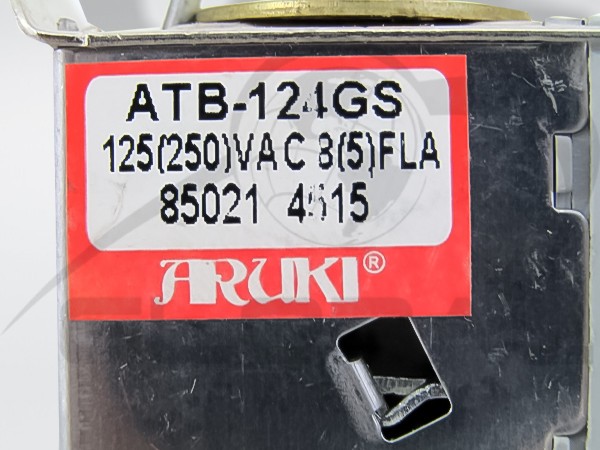 ATB-124GS
125(250)VAC 8(5)FLA
85021 4515
ARUKI®